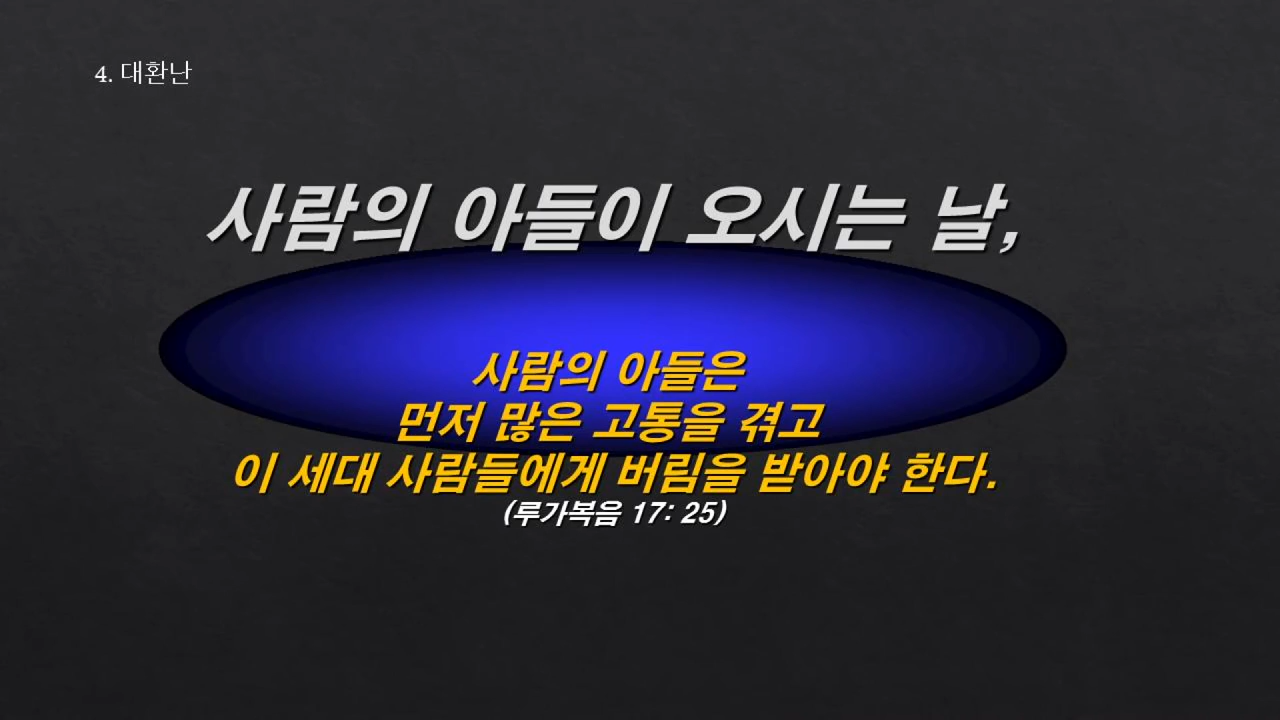 4. 대환난
사람의 아들이 오시는 날,
사람의 아들은
먼저 많은 고통을 겪고
이 세대 사람들에게 버림을 받아야 한다.
(루가복음 17: 25)